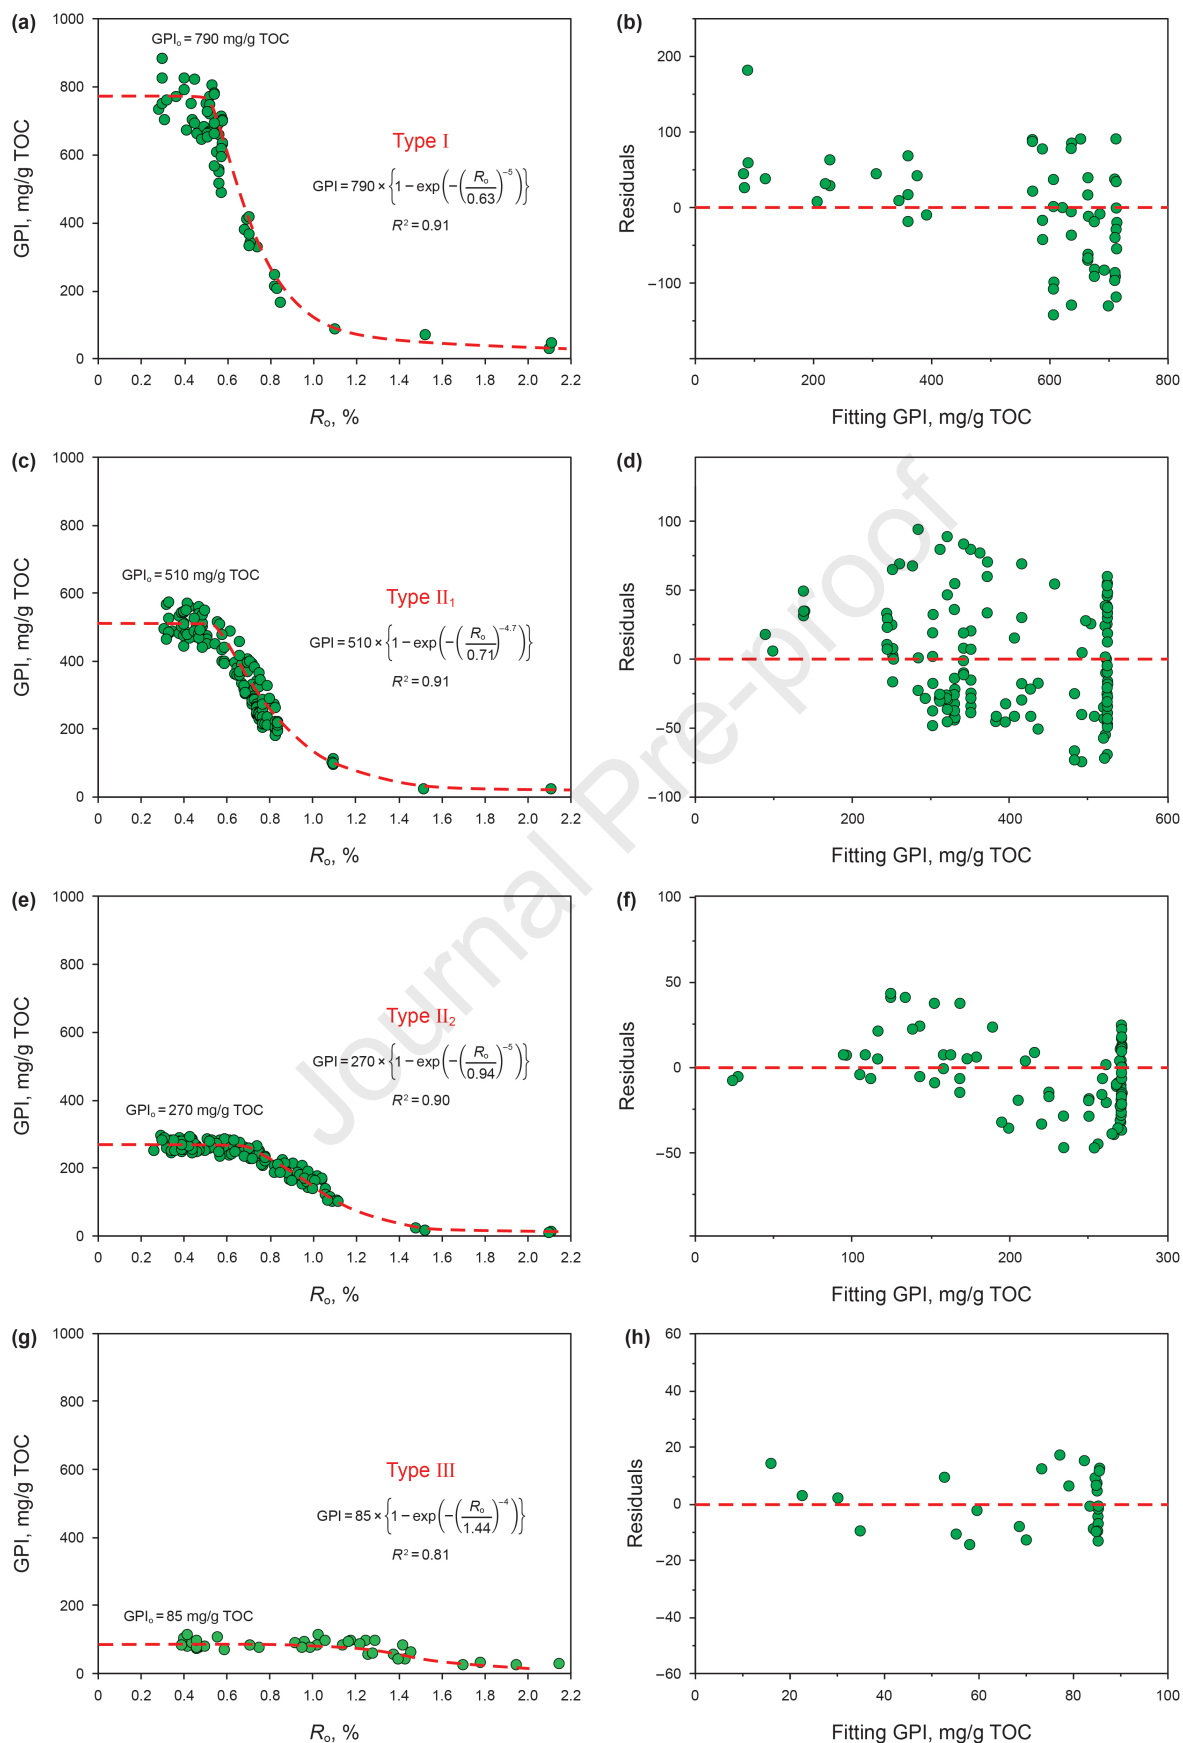 (a)
1000
800
600
400
200
0
GPI, mg/g TOC
GPIₒ = 790 mg/g TOC
Type I
GPI = 790 × {1 − exp(−(Rₒ/0.63)⁻⁵)}
R² = 0.91
0 0.2 0.4 0.6 0.8 1.0 1.2 1.4 1.6 1.8 2.0 2.2
Rₒ, %
(b)
200
100
0
−100
Residuals
0 200 400 600 800
Fitting GPI, mg/g TOC
(c)
1000
800
600
400
200
0
GPI, mg/g TOC
GPIₒ = 510 mg/g TOC
Type II₁
GPI = 510 × {1 − exp(−(Rₒ/0.71)⁻⁴·⁷)}
R² = 0.91
0 0.2 0.4 0.6 0.8 1.0 1.2 1.4 1.6 1.8 2.0 2.2
Rₒ, %
(d)
100
50
0
−50
−100
Residuals
0 200 400 600
Fitting GPI, mg/g TOC
(e)
1000
800
600
400
200
0
GPI, mg/g TOC
GPIₒ = 270 mg/g TOC
Type II₂
GPI = 270 × {1 − exp(−(Rₒ/0.94)⁻⁵)}
R² = 0.90
0 0.2 0.4 0.6 0.8 1.0 1.2 1.4 1.6 1.8 2.0 2.2
Rₒ, %
(f)
100
50
0
−50
Residuals
0 100 200 300
Fitting GPI, mg/g TOC
(g)
1000
800
600
400
200
0
GPI, mg/g TOC
GPIₒ = 85 mg/g TOC
Type III
GPI = 85 × {1 − exp(−(Rₒ/1.44)⁻⁴)}
R² = 0.81
0 0.2 0.4 0.6 0.8 1.0 1.2 1.4 1.6 1.8 2.0 2.2
Rₒ, %
(h)
60
40
20
0
−20
−40
−60
Residuals
0 20 40 60 80 100
Fitting GPI, mg/g TOC
Journal Pre-proof